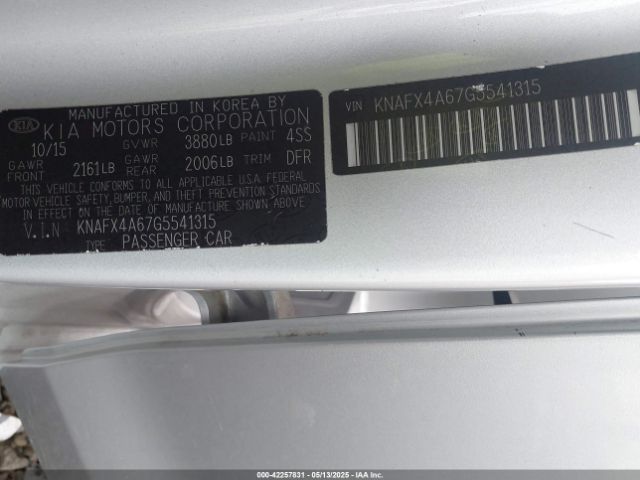 MANUFACTURED IN KOREA BY
KIA KIA MOTORS CORPORATION
10/15 GVWR 3880LB PAINT 4SS
GAWR FRONT 2161LB GAWR REAR 2006LB TRIM DFR
THIS VEHICLE CONFORMS TO ALL APPLICABLE U.S.A FEDERAL
MOTOR VEHICLE SAFETY, BUMPER, AND THEFT PREVENTION STANDARDS
IN EFFECT ON THE DATE OF MANUFACTURE SHOWN ABOVE
V.I.N KNAFX4A67G5541315
TYPE PASSENGER CAR
VIN KNAFX4A67G5541315
000-42257831 - 05/13/2025 - IAA Inc.